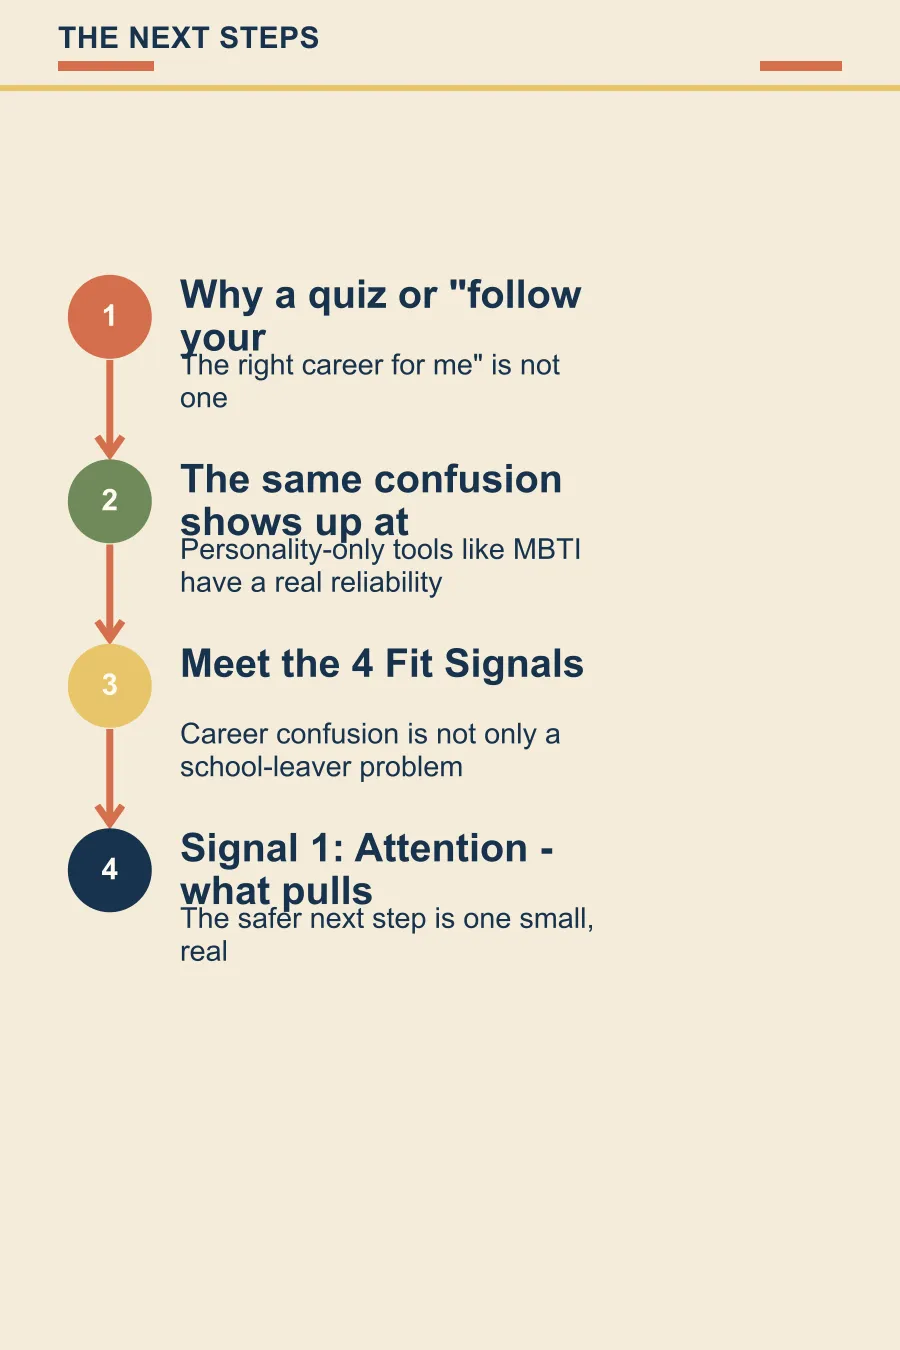 THE NEXT STEPS
1
Why a quiz or "follow
your
The right career for me" is not
one
2
The same confusion
shows up at
Personality-only tools like MBTI
have a real reliability
3
Meet the 4 Fit Signals
Career confusion is not only a
school-leaver problem
4
Signal 1: Attention -
what pulls
The safer next step is one small,
real